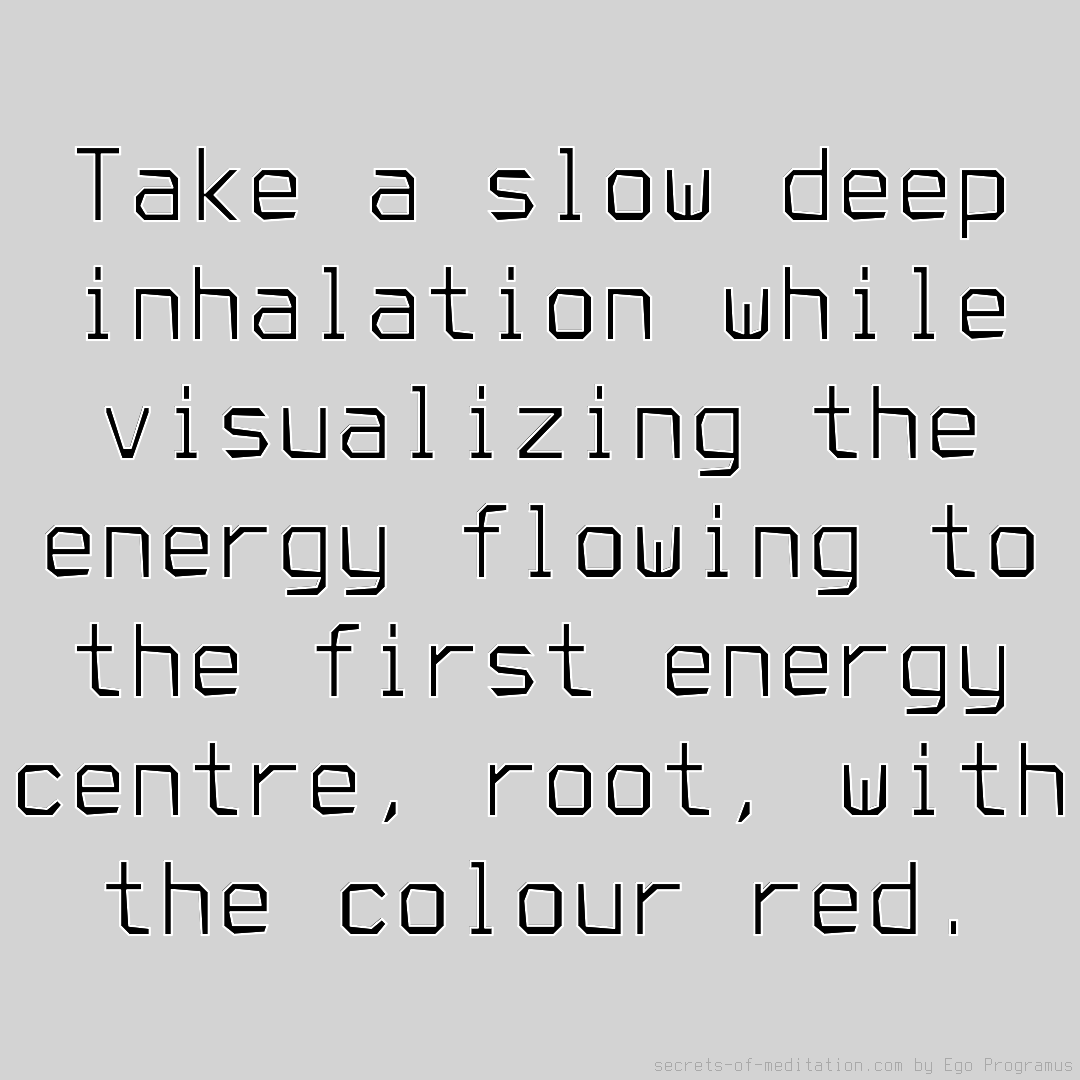 Take a slow deep
inhalation while
visualizing the
energy flowing to
the first energy
centre, root, with
the colour red.
secrets-of-meditation.com by Ego Programus